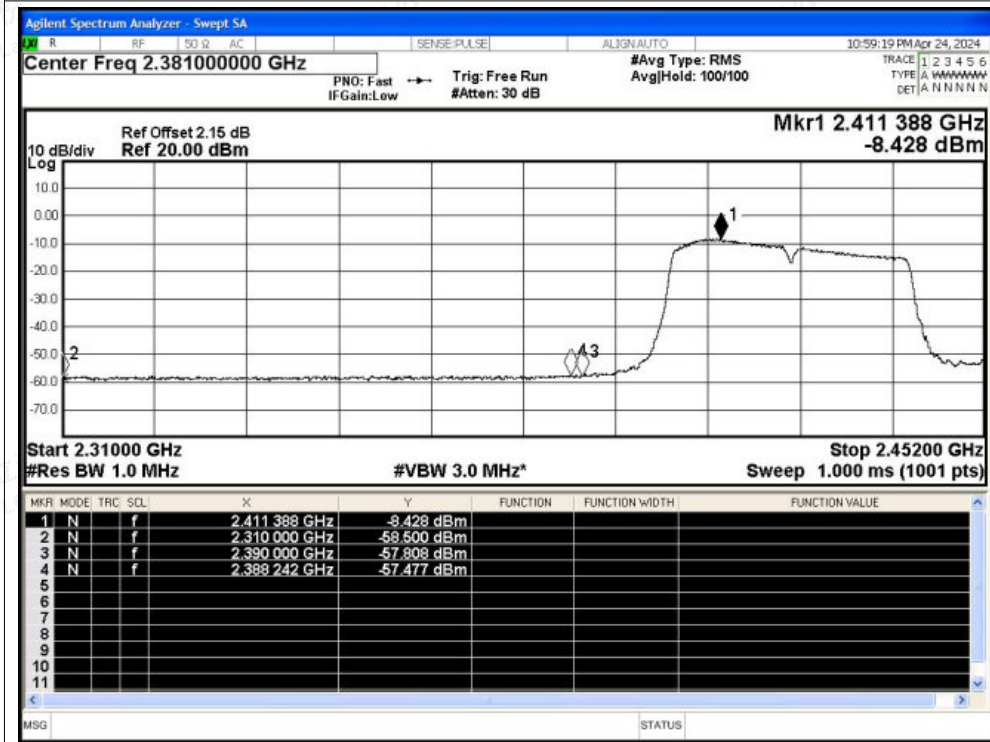 Agilent Spectrum Analyzer - Swept SA
LXI R RF 50 Ω AC SENSE:PULSE ALIGN AUTO 10:59:19 PM Apr 24, 2024
Center Freq 2.381000000 GHz #Avg Type: RMS TRACE 1 2 3 4 5 6
PNO: Fast Trig: Free Run Avg|Hold: 100/100 TYPE A WWWWW
IFGain:Low #Atten: 30 dB DET A N N N N N
Mkr1 2.411 388 GHz
Ref Offset 2.15 dB
10 dB/div Ref 20.00 dBm -8.428 dBm
Log
10.0
0.00
1
-10.0
-20.0
-30.0
-40.0
-50.0 2 4 3
-60.0
-70.0
Start 2.31000 GHz Stop 2.45200 GHz
#Res BW 1.0 MHz #VBW 3.0 MHz* Sweep 1.000 ms (1001 pts)
MKR MODE TRC SCL X Y FUNCTION FUNCTION WIDTH FUNCTION VALUE
1 N f 2.411 388 GHz -8.428 dBm
2 N f 2.310 000 GHz -58.500 dBm
3 N f 2.390 000 GHz -57.808 dBm
4 N f 2.388 242 GHz -57.477 dBm
5
6
7
8
9
10
11
MSG STATUS